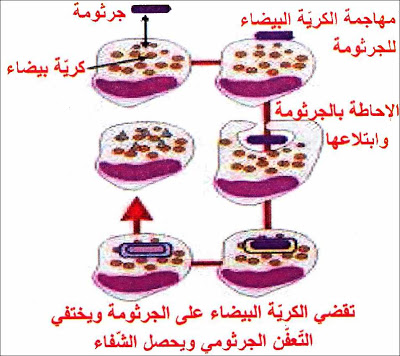 جرثومة
كريّة بيضاء
مهاجمة الكريّة البيضاء
للجرثومة
الاحاطة بالجرثومة
وابتلاعها
تقضي الكريّة البيضاء على الجرثومة ويختفي
التّعفّن الجرثومي ويحصل الشّفاء